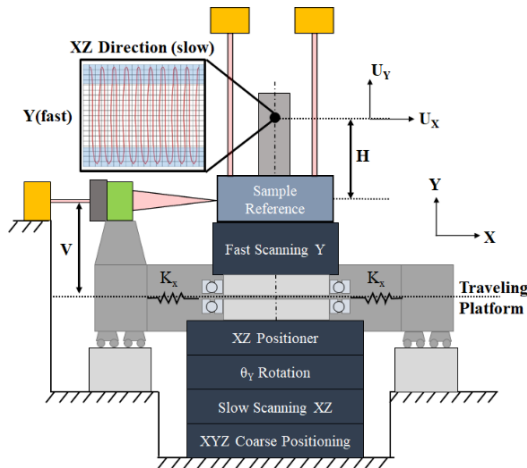 XZ Direction (slow)
Y(fast)
U_Y
U_X
H
Sample
Reference
Y
X
V
Fast Scanning Y
K_x
K_x
Traveling
Platform
XZ Positioner
θ_Y Rotation
Slow Scanning XZ
XYZ Coarse Positioning